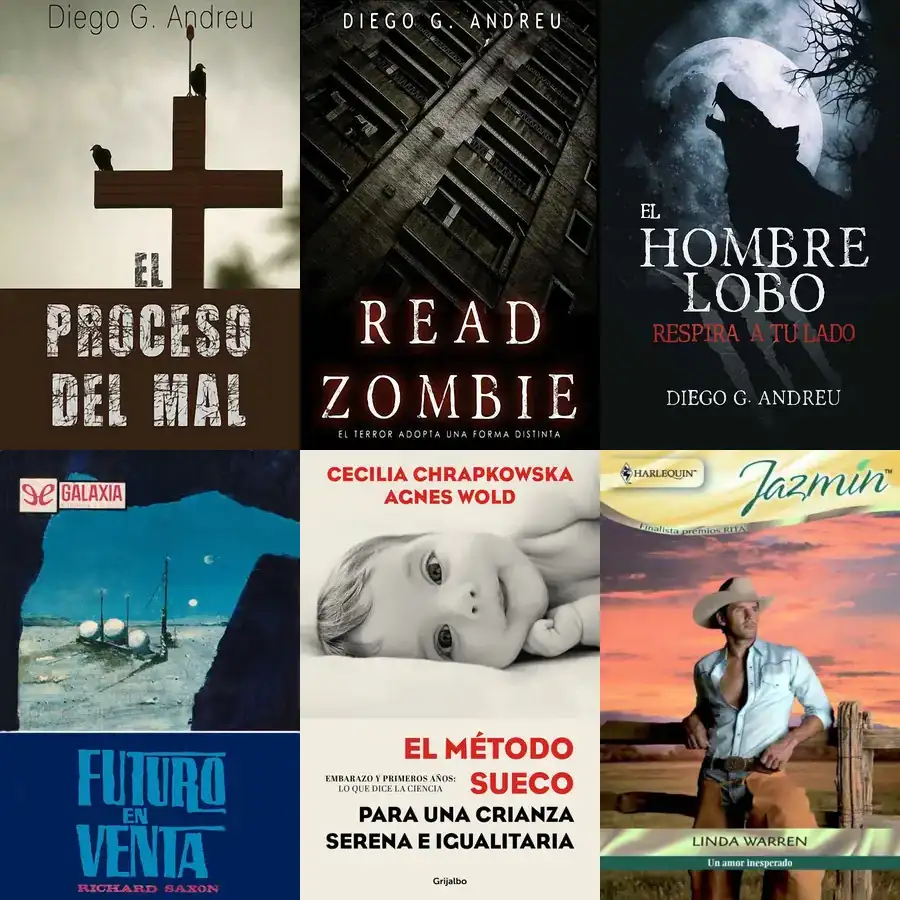 Diego G. Andreu
EL
PROCESO
DEL MAL
DIEGO G. ANDREU
READ
ZOMBIE
EL TERROR ADOPTA UNA FORMA DISTINTA
EL
HOMBRE
LOBO
RESPIRA A TU LADO
DIEGO G. ANDREU
GALAXIA
FUTURO
EN
VENTA
RICHARD SAXON
CECILIA CHRAPKOWSKA
AGNES WOLD
EL MÉTODO
SUECO
EMBARAZO Y PRIMEROS AÑOS:
LO QUE DICE LA CIENCIA
PARA UNA CRIANZA
SERENA E IGUALITARIA
Grijalbo
HARLEQUIN™
Jazmín™
Finalista premios RITA
LINDA WARREN
Un amor inesperado